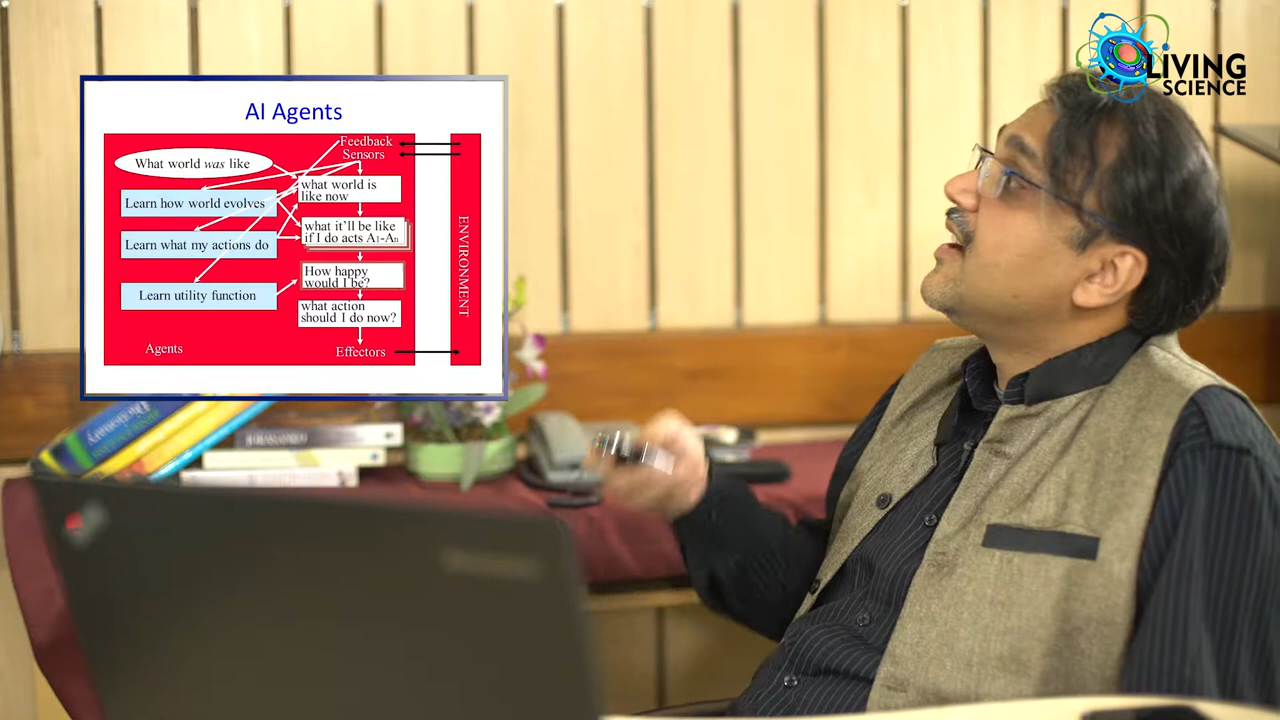 LIVING
SCIENCE
AI Agents
Feedback
Sensors
What world was like
what world is
like now
Learn how world evolves
what it'll be like
if I do acts A1-An
Learn what my actions do
How happy
would I be?
Learn utility function
what action
should I do now?
Agents
Effectors
ENVIRONMENT